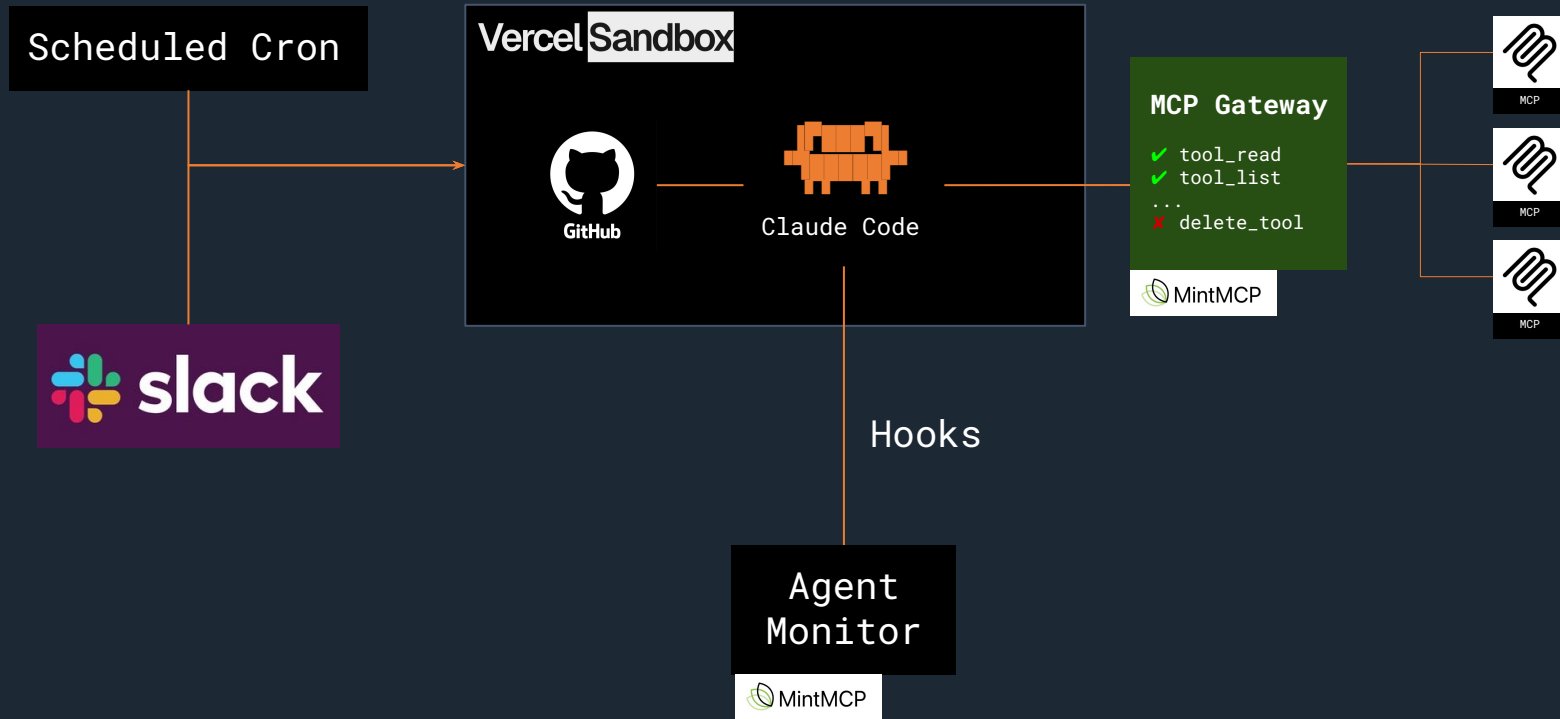 Scheduled Cron
Vercel Sandbox
GitHub
Claude Code
MCP Gateway
✔ tool_read
✔ tool_list
...
✘ delete_tool
MintMCP
MCP
MCP
MCP
slack
Hooks
Agent
Monitor
MintMCP